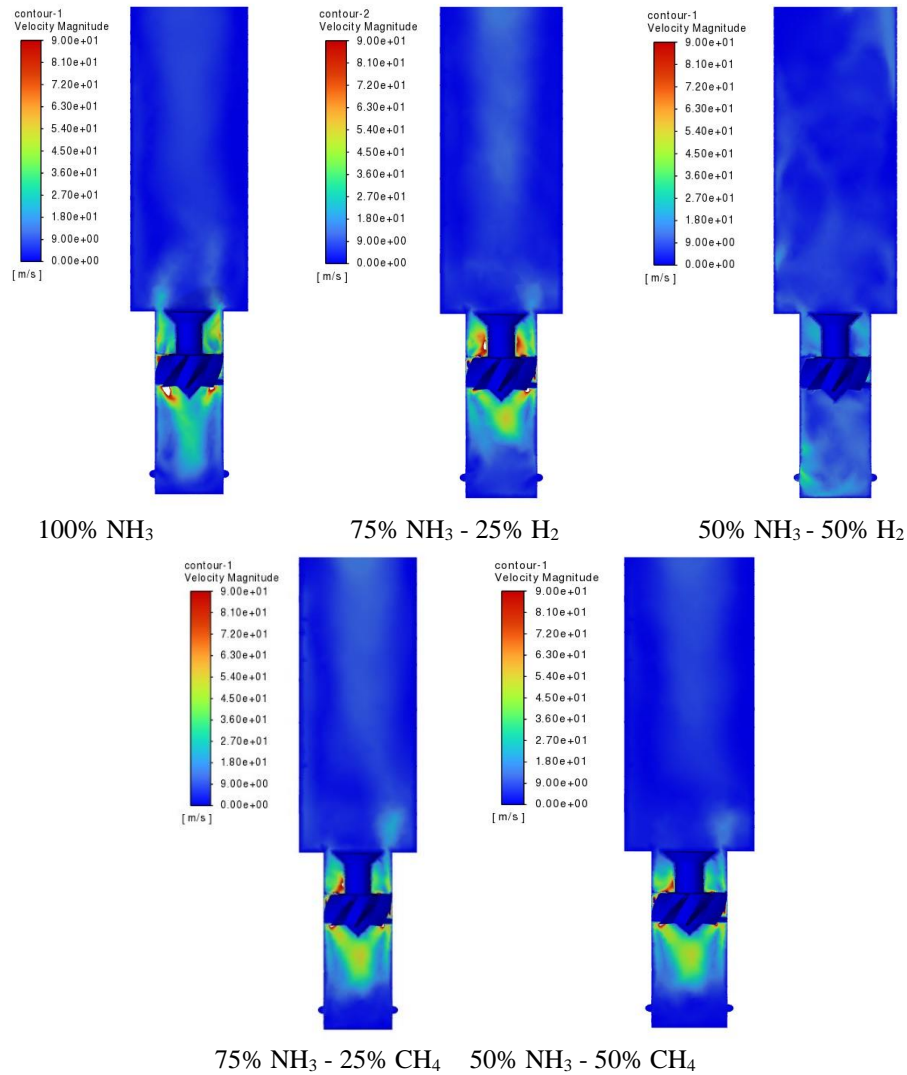 contour-1
Velocity Magnitude
9.00e+01
8.10e+01
7.20e+01
6.30e+01
5.40e+01
4.50e+01
3.60e+01
2.70e+01
1.80e+01
9.00e+00
0.00e+00
[ m/s ]
contour-2
Velocity Magnitude
9.00e+01
8.10e+01
7.20e+01
6.30e+01
5.40e+01
4.50e+01
3.60e+01
2.70e+01
1.80e+01
9.00e+00
0.00e+00
[ m/s ]
contour-1
Velocity Magnitude
9.00e+01
8.10e+01
7.20e+01
6.30e+01
5.40e+01
4.50e+01
3.60e+01
2.70e+01
1.80e+01
9.00e+00
0.00e+00
[ m/s ]
100% NH₃
75% NH₃ - 25% H₂
50% NH₃ - 50% H₂
contour-1
Velocity Magnitude
9.00e+01
8.10e+01
7.20e+01
6.30e+01
5.40e+01
4.50e+01
3.60e+01
2.70e+01
1.80e+01
9.00e+00
0.00e+00
[ m/s ]
contour-1
Velocity Magnitude
9.00e+01
8.10e+01
7.20e+01
6.30e+01
5.40e+01
4.50e+01
3.60e+01
2.70e+01
1.80e+01
9.00e+00
0.00e+00
[ m/s ]
75% NH₃ - 25% CH₄
50% NH₃ - 50% CH₄